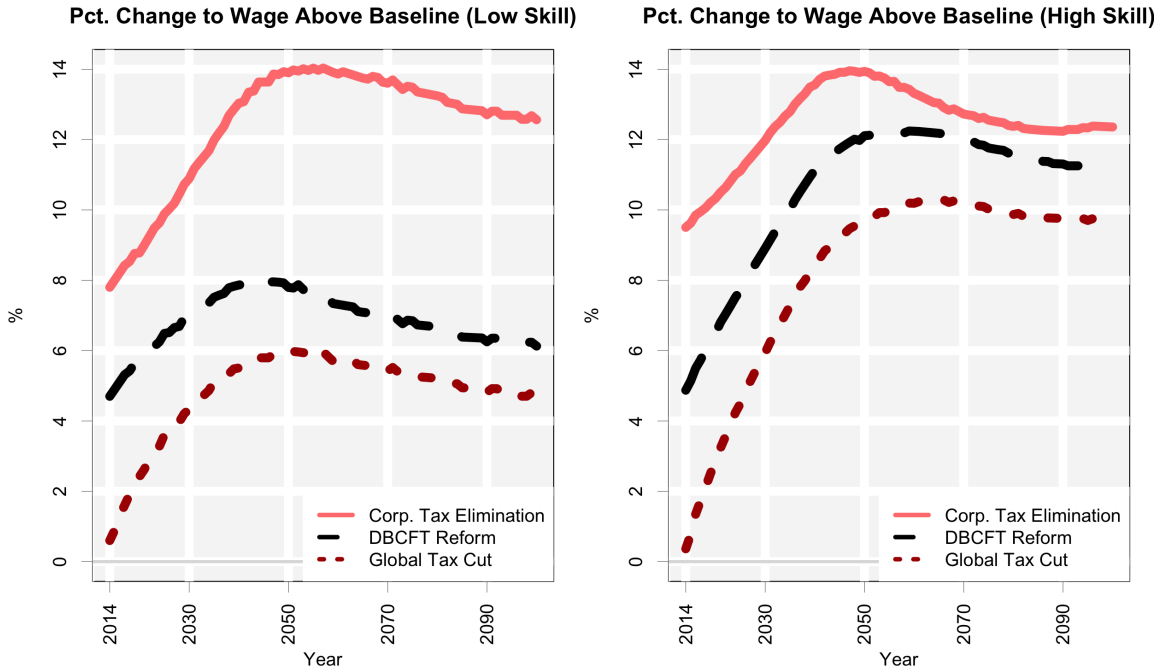 Pct. Change to Wage Above Baseline (Low Skill)
14
12
10
8
6
4
2
0
%
2014
2030
2050
2070
2090
Year
Corp. Tax Elimination
DBCFT Reform
Global Tax Cut
Pct. Change to Wage Above Baseline (High Skill)
14
12
10
8
6
4
2
0
%
2014
2030
2050
2070
2090
Year
Corp. Tax Elimination
DBCFT Reform
Global Tax Cut